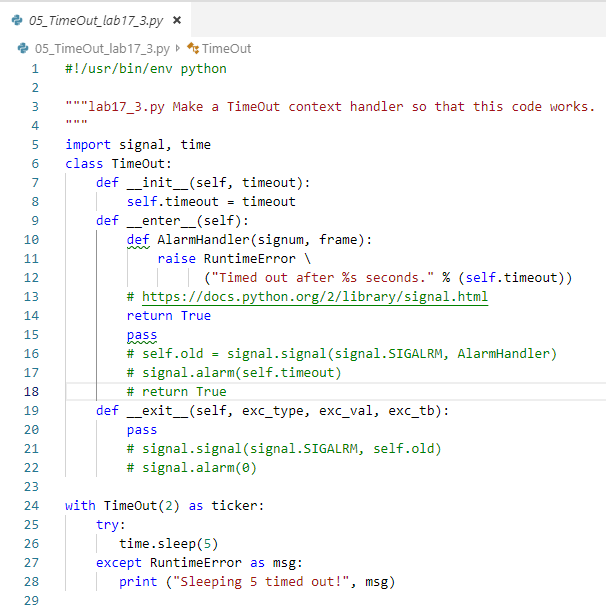 05_TimeOut_lab17_3.py ×
05_TimeOut_lab17_3.py TimeOut
1 #!/usr/bin/env python
2
3 """lab17_3.py Make a TimeOut context handler so that this code works.
4 """
5 import signal, time
6 class TimeOut:
7     def __init__(self, timeout):
8         self.timeout = timeout
9     def __enter__(self):
10         def AlarmHandler(signum, frame):
11             raise RuntimeError \
12                   ("Timed out after %s seconds." % (self.timeout))
13         # https://docs.python.org/2/library/signal.html
14         return True
15         pass
16         # self.old = signal.signal(signal.SIGALRM, AlarmHandler)
17         # signal.alarm(self.timeout)
18         # return True
19     def __exit__(self, exc_type, exc_val, exc_tb):
20         pass
21         # signal.signal(signal.SIGALRM, self.old)
22         # signal.alarm(0)
23
24 with TimeOut(2) as ticker:
25     try:
26        time.sleep(5)
27     except RuntimeError as msg:
28        print ("Sleeping 5 timed out!", msg)
29